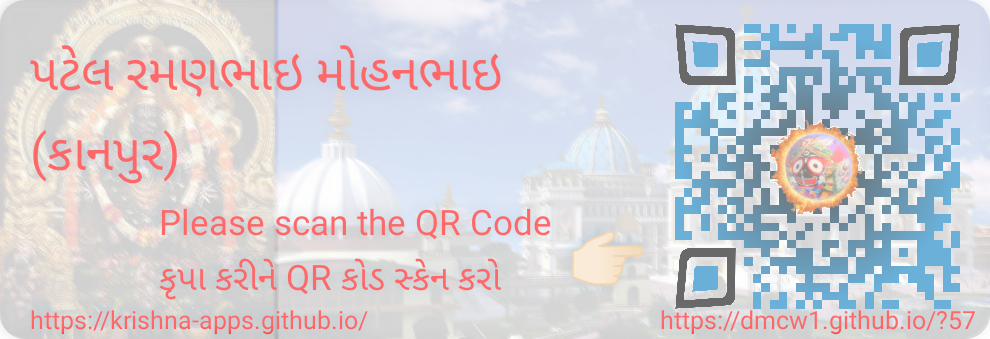 પટેલ રમણભાઇ મોહનભાઇ
(કાનપુર)
Please scan the QR Code
કૃપા કરીને QR કોડ સ્કેન કરો
https://krishna-apps.github.io/
https://dmcw1.github.io/?57